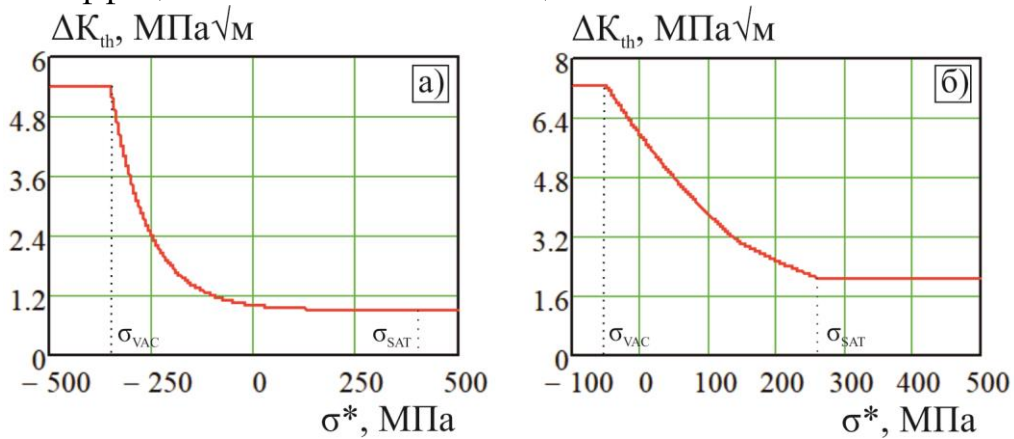 ΔK_th, МПа√м
6
4.8
3.6
2.4
1.2
0
а)
σ_VAC
σ_SAT
– 500 – 250 0 250 500
σ*, МПа
ΔK_th, МПа√м
8
6.4
4.8
3.2
1.6
0
б)
σ_VAC
σ_SAT
– 100 0 100 200 300 400 500
σ*, МПа